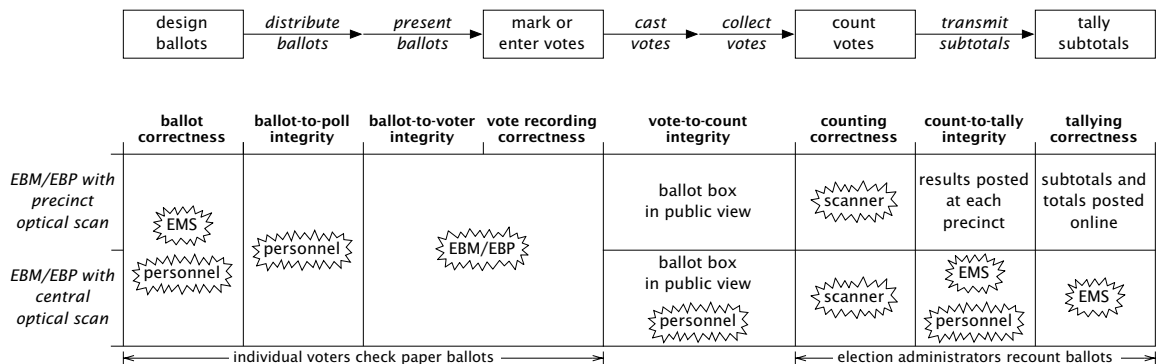 design
ballots
distribute
ballots
present
ballots
mark or
enter votes
cast
votes
collect
votes
count
votes
transmit
subtotals
tally
subtotals
ballot
correctness
ballot-to-poll
integrity
ballot-to-voter
integrity
vote recording
correctness
vote-to-count
integrity
counting
correctness
count-to-tally
integrity
tallying
correctness
EBM/EBP with
precinct
optical scan
EMS
personnel
personnel
EBM/EBP
ballot box
in public view
scanner
results posted
at each
precinct
subtotals and
totals posted
online
EBM/EBP with
central
optical scan
ballot box
in public view
personnel
scanner
EMS
personnel
EMS
individual voters check paper ballots
election administrators recount ballots